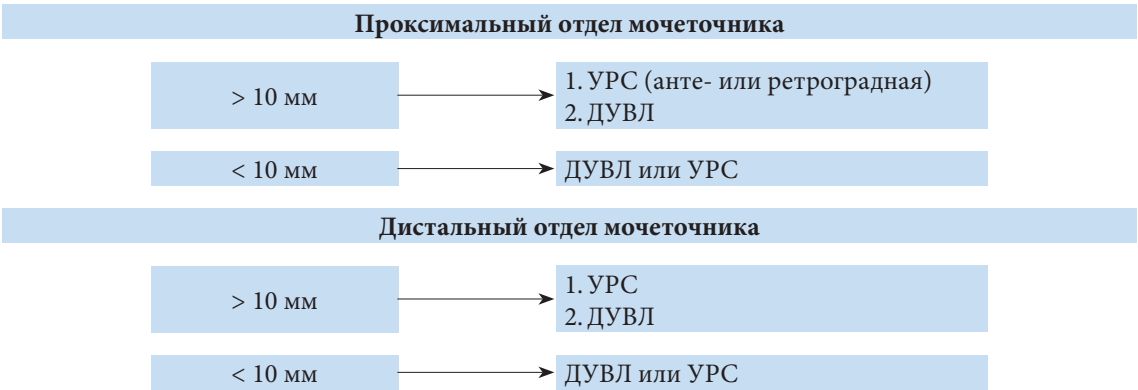 Проксимальный отдел мочеточника
> 10 мм
1. УРС (анте- или ретроградная)
2. ДУВЛ
< 10 мм
ДУВЛ или УРС
Дистальный отдел мочеточника
> 10 мм
1. УРС
2. ДУВЛ
< 10 мм
ДУВЛ или УРС